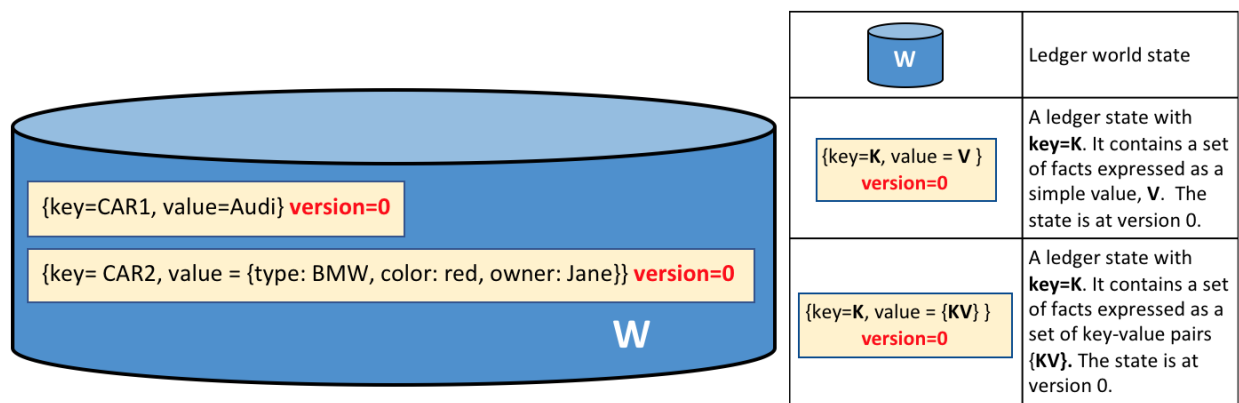 {key=CAR1, value=Audi} version=0
{key= CAR2, value = {type: BMW, color: red, owner: Jane}} version=0
W
W
Ledger world state
{key=K, value = V }
version=0
A ledger state with
key=K. It contains a set
of facts expressed as a
simple value, V.  The
state is at version 0.
{key=K, value = {KV} }
version=0
A ledger state with
key=K. It contains a set
of facts expressed as a
set of key-value pairs
{KV}. The state is at
version 0.